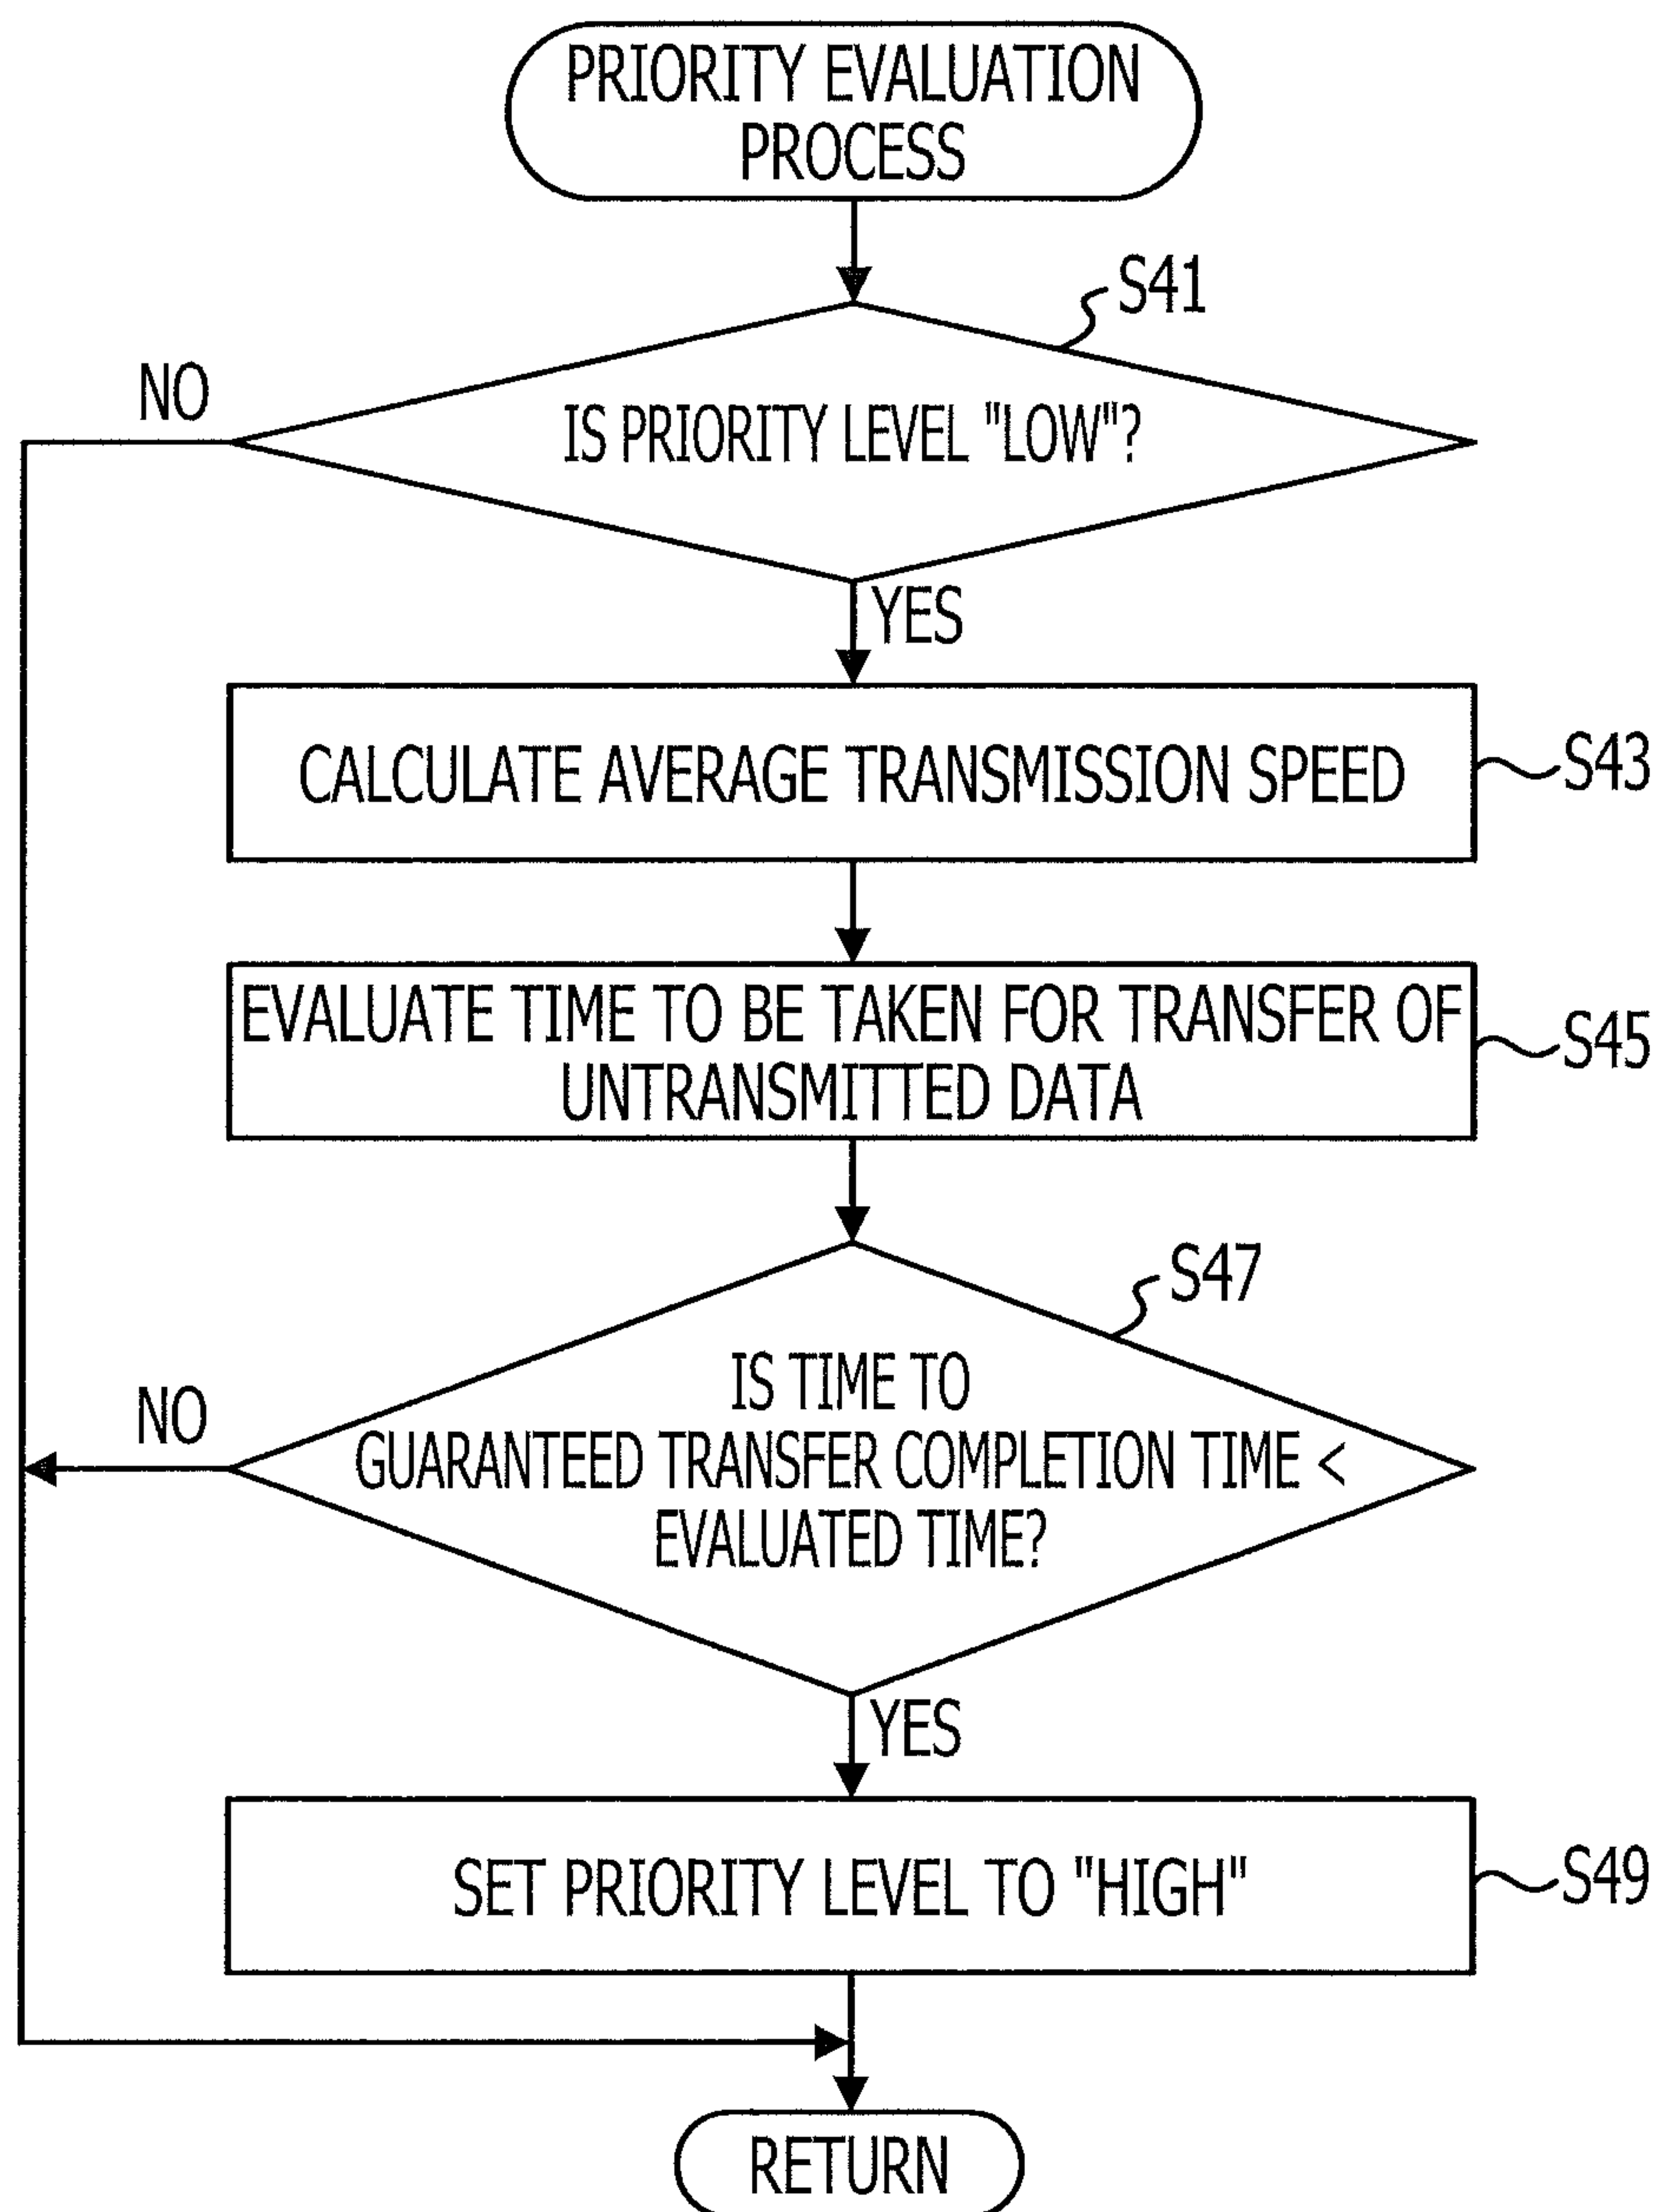 PRIORITY EVALUATION
PROCESS
S41
NO
IS PRIORITY LEVEL "LOW"?
YES
CALCULATE AVERAGE TRANSMISSION SPEED
S43
EVALUATE TIME TO BE TAKEN FOR TRANSFER OF
UNTRANSMITTED DATA
S45
S47
NO
IS TIME TO
GUARANTEED TRANSFER COMPLETION TIME <
EVALUATED TIME?
YES
SET PRIORITY LEVEL TO "HIGH"
S49
RETURN